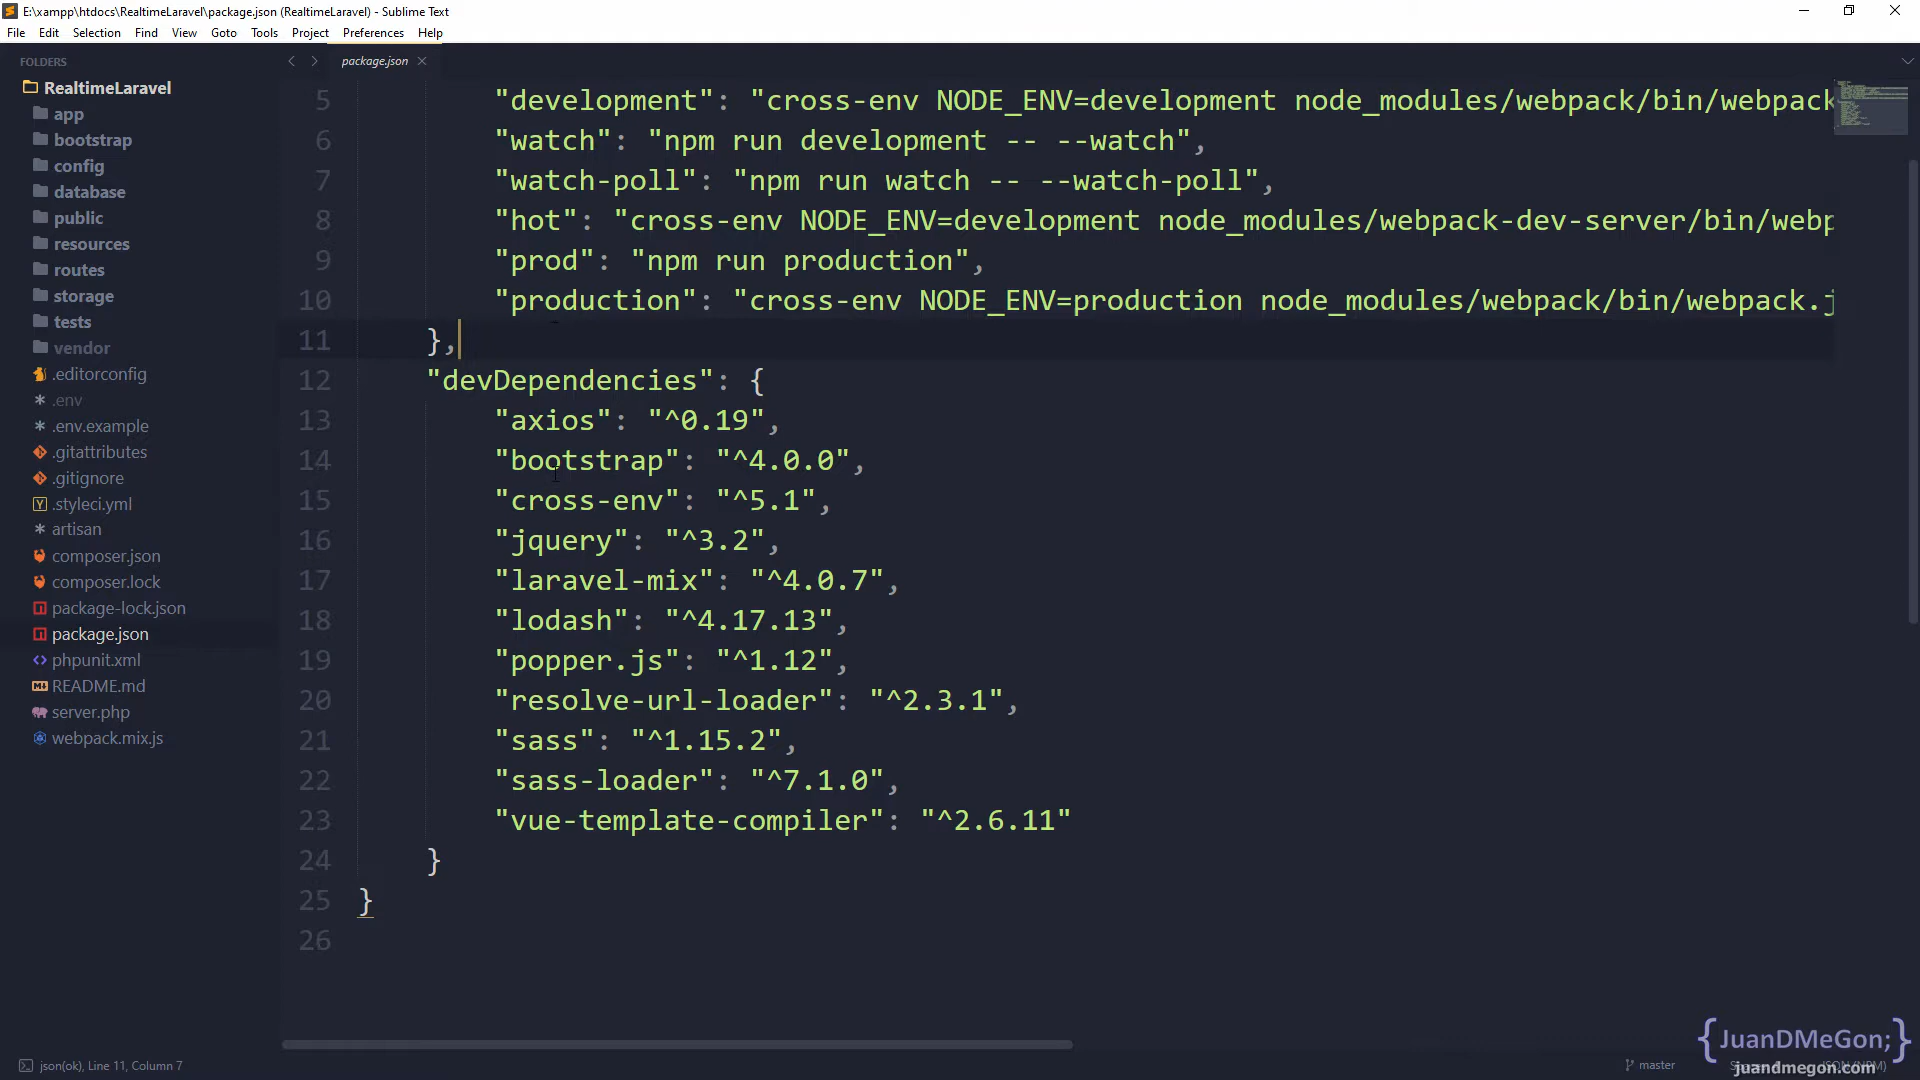 E:\xampp\htdocs\RealtimeLaravel\package.json (RealtimeLaravel) - Sublime Text
File Edit Selection Find View Goto Tools Project Preferences Help
FOLDERS
RealtimeLaravel
app
bootstrap
config
database
public
resources
routes
storage
tests
vendor
.editorconfig
.env
.env.example
.gitattributes
.gitignore
.styleci.yml
artisan
composer.json
composer.lock
package-lock.json
package.json
phpunit.xml
README.md
server.php
webpack.mix.js
package.json
5 "development": "cross-env NODE_ENV=development node_modules/webpack/bin/webpack
6 "watch": "npm run development -- --watch",
7 "watch-poll": "npm run watch -- --watch-poll",
8 "hot": "cross-env NODE_ENV=development node_modules/webpack-dev-server/bin/webp
9 "prod": "npm run production",
10 "production": "cross-env NODE_ENV=production node_modules/webpack/bin/webpack.j
11 },
12 "devDependencies": {
13 "axios": "^0.19",
14 "bootstrap": "^4.0.0",
15 "cross-env": "^5.1",
16 "jquery": "^3.2",
17 "laravel-mix": "^4.0.7",
18 "lodash": "^4.17.13",
19 "popper.js": "^1.12",
20 "resolve-url-loader": "^2.3.1",
21 "sass": "^1.15.2",
22 "sass-loader": "^7.1.0",
23 "vue-template-compiler": "^2.6.11"
24 }
25 }
26
{JuanDMeGon;}
juandmegon.com
json(ok), Line 11, Column 7
master